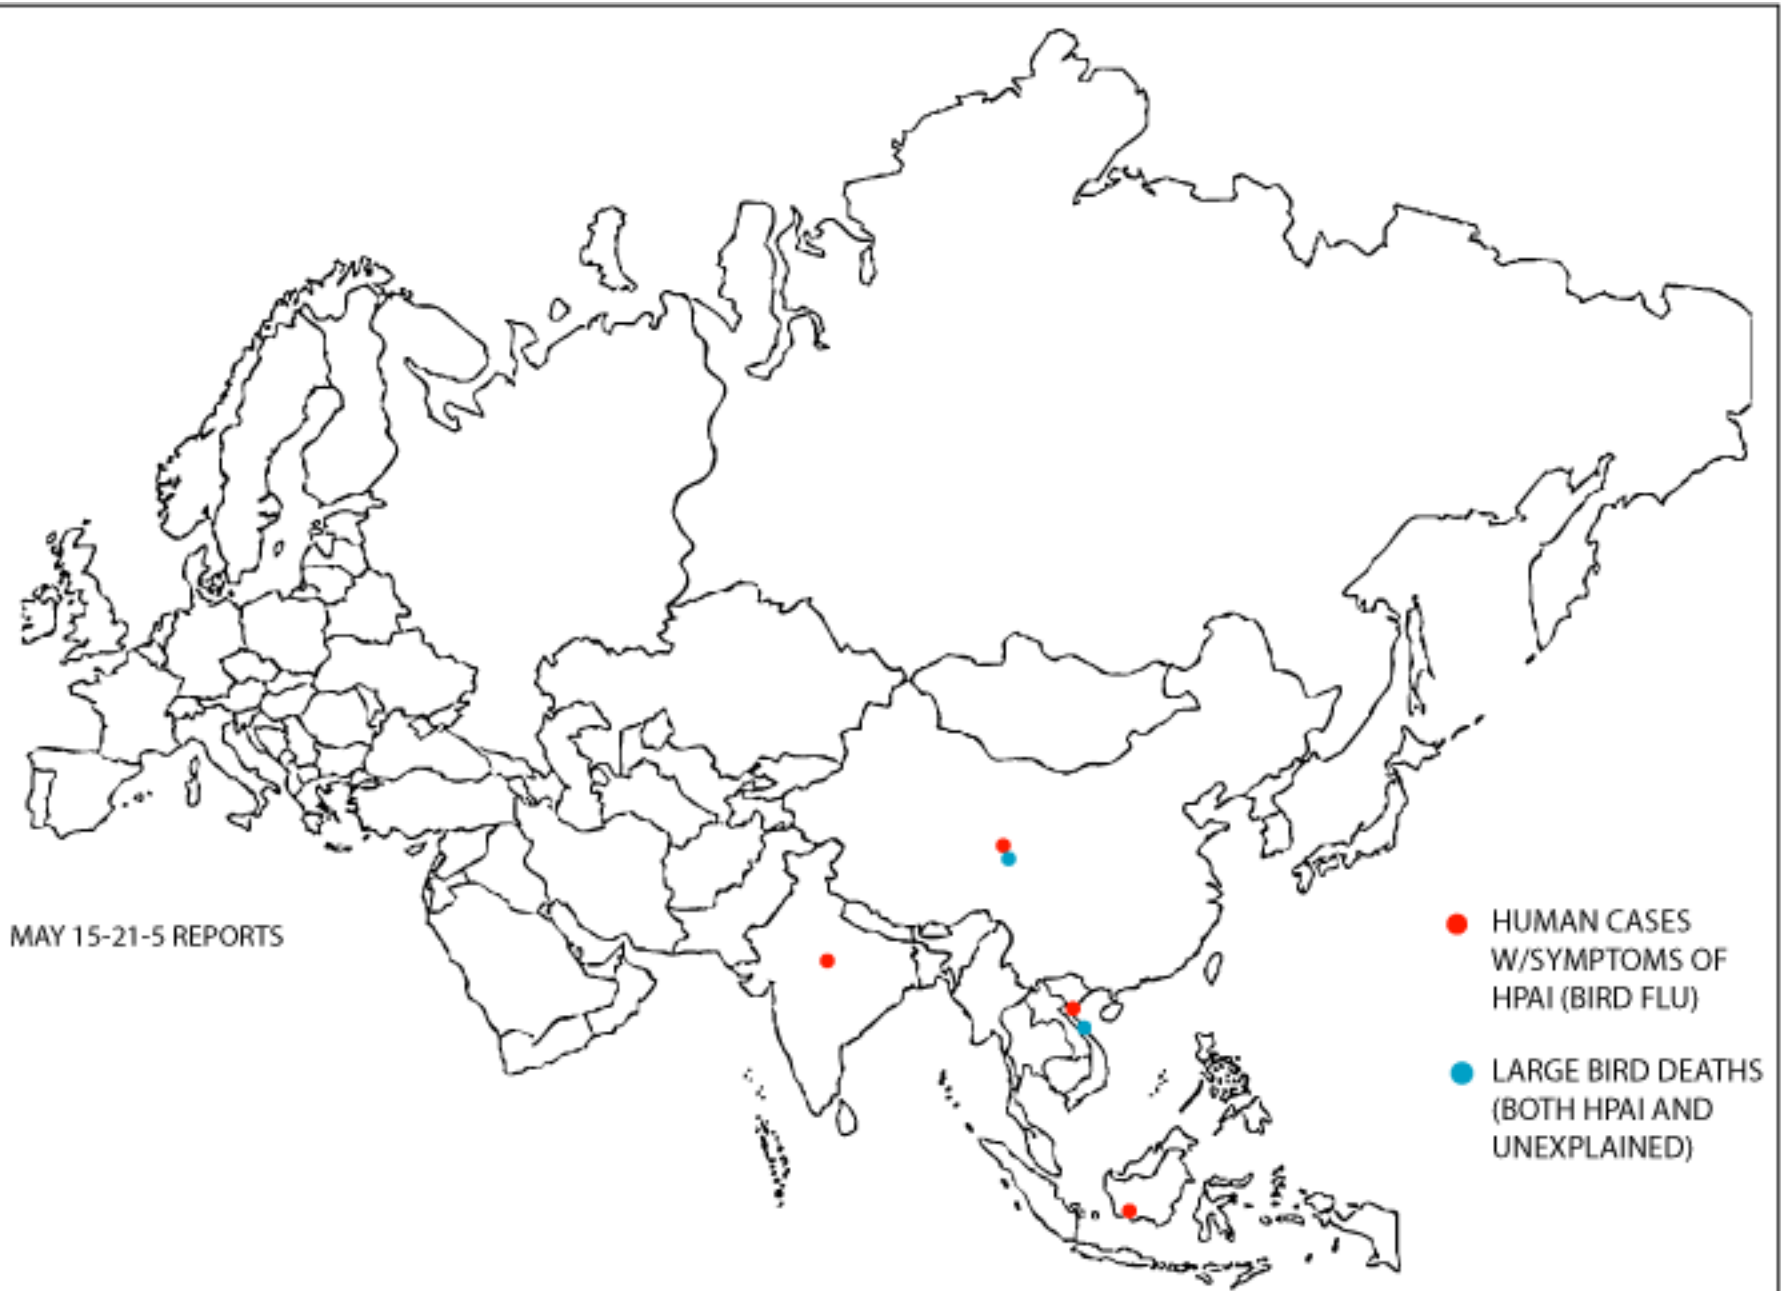 MAY 15-21-5 REPORTS
HUMAN CASES
W/SYMPTOMS OF
HPAI (BIRD FLU)
LARGE BIRD DEATHS
(BOTH HPAI AND
UNEXPLAINED)